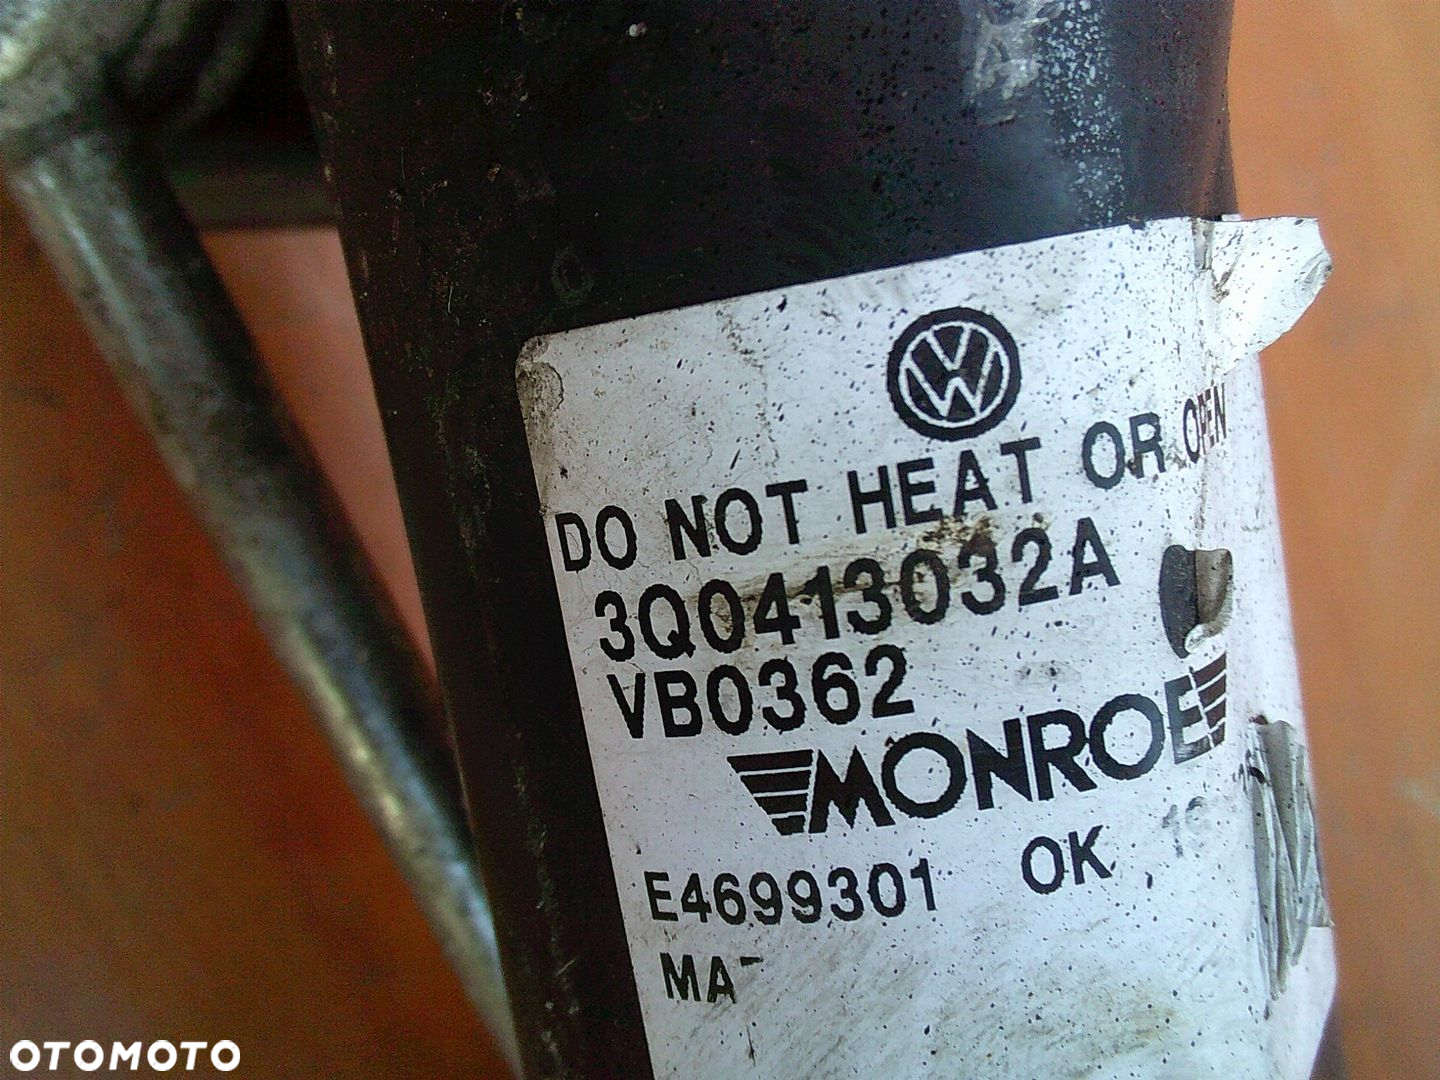 DO NOT HEAT OR OPEN
3Q0413032A
VB0362
MONROE
E4699301 OK
OTOMOTO